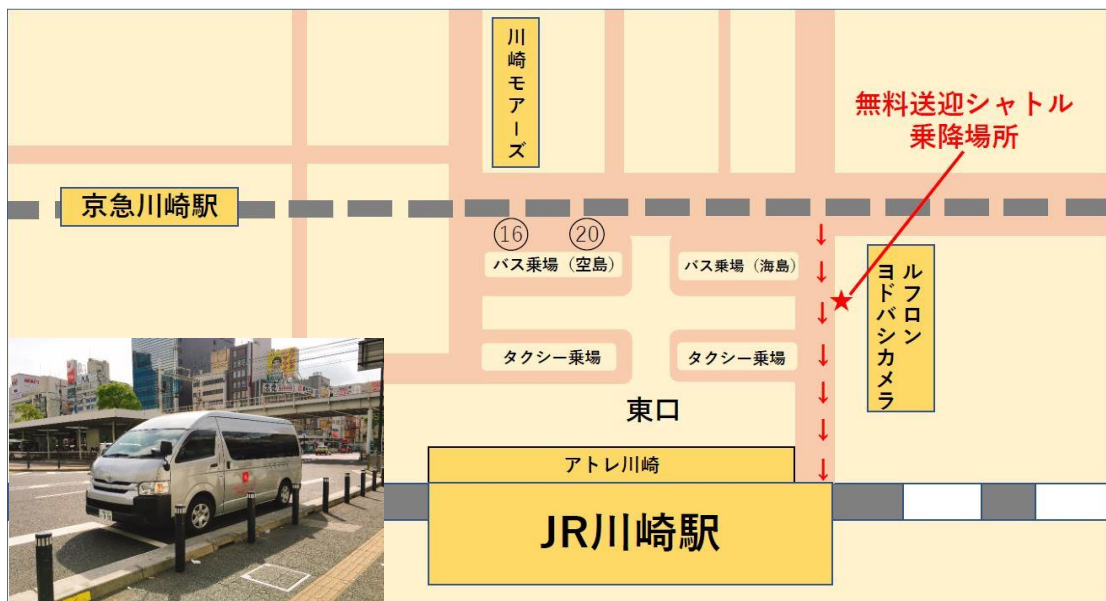 川崎モアーズ
無料送迎シャトル
乗降場所
京急川崎駅
⑯
⑳
バス乗場（空島）
バス乗場（海島）
ルフロン
ヨドバシカメラ
タクシー乗場
タクシー乗場
東口
アトレ川崎
JR川崎駅